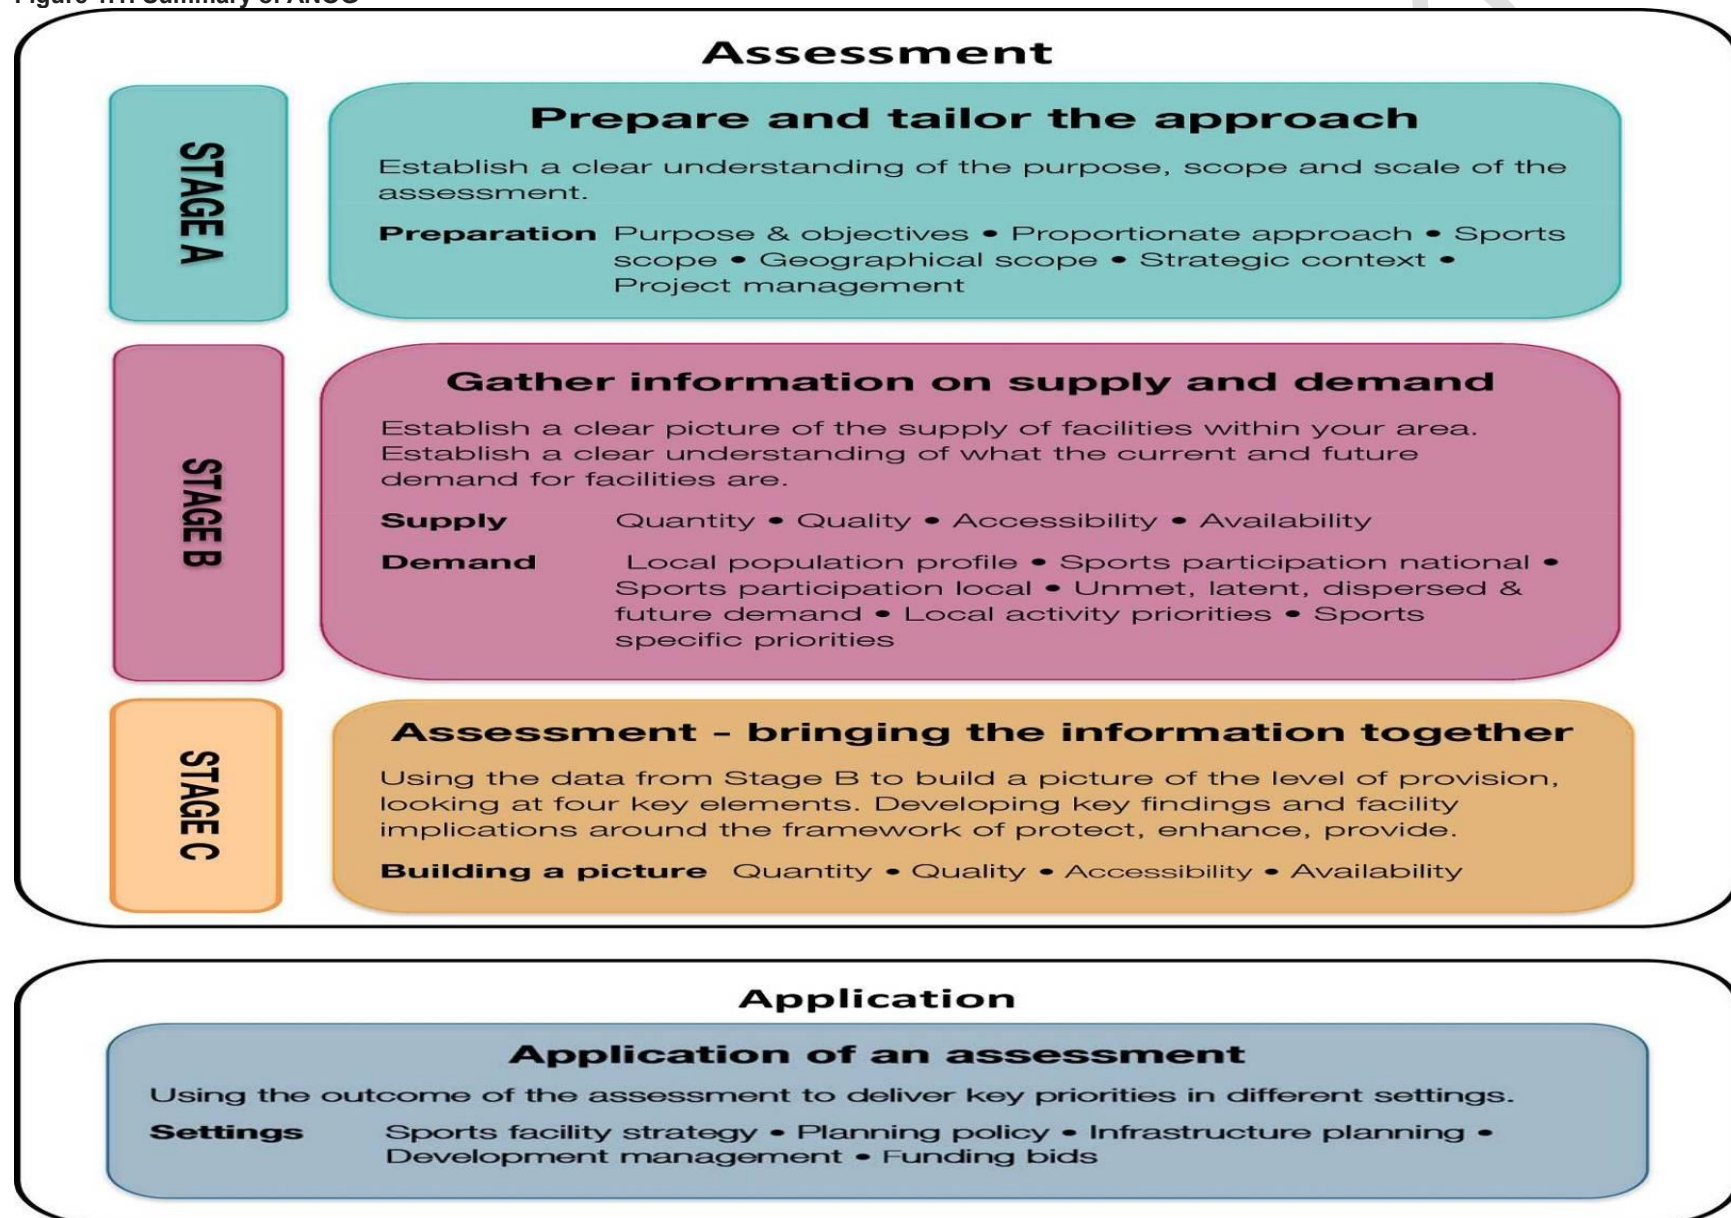 Figure 4.1: Summary of ANOG
Assessment
STAGE A
Prepare and tailor the approach
Establish a clear understanding of the purpose, scope and scale of the
assessment.
Preparation Purpose & objectives • Proportionate approach • Sports
scope • Geographical scope • Strategic context •
Project management
STAGE B
Gather information on supply and demand
Establish a clear picture of the supply of facilities within your area.
Establish a clear understanding of what the current and future
demand for facilities are.
Supply Quantity • Quality • Accessibility • Availability
Demand Local population profile • Sports participation national •
Sports participation local • Unmet, latent, dispersed &
future demand • Local activity priorities • Sports
specific priorities
STAGE C
Assessment - bringing the information together
Using the data from Stage B to build a picture of the level of provision,
looking at four key elements. Developing key findings and facility
implications around the framework of protect, enhance, provide.
Building a picture Quantity • Quality • Accessibility • Availability
Application
Application of an assessment
Using the outcome of the assessment to deliver key priorities in different settings.
Settings Sports facility strategy • Planning policy • Infrastructure planning •
Development management • Funding bids